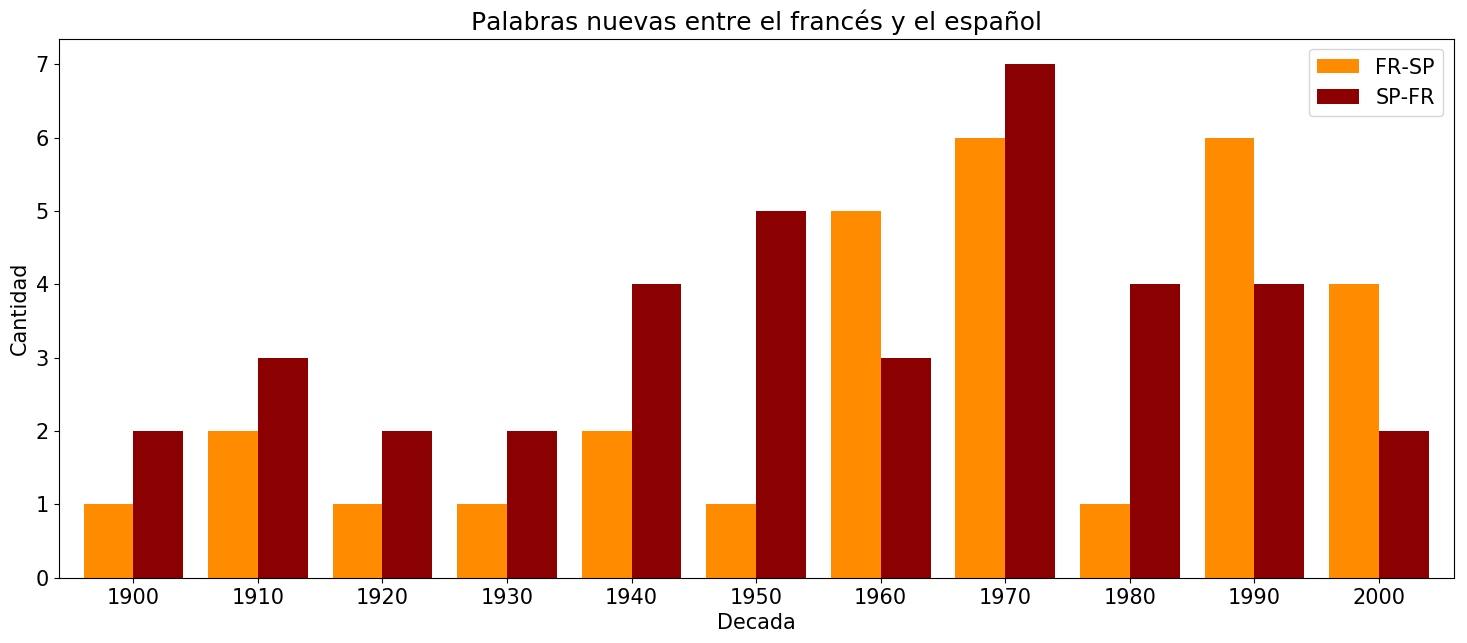 Palabras nuevas entre el francés y el español
FR-SP
SP-FR
7
6
5
4
3
2
1
0
Cantidad
1900 1910 1920 1930 1940 1950 1960 1970 1980 1990 2000
Decada